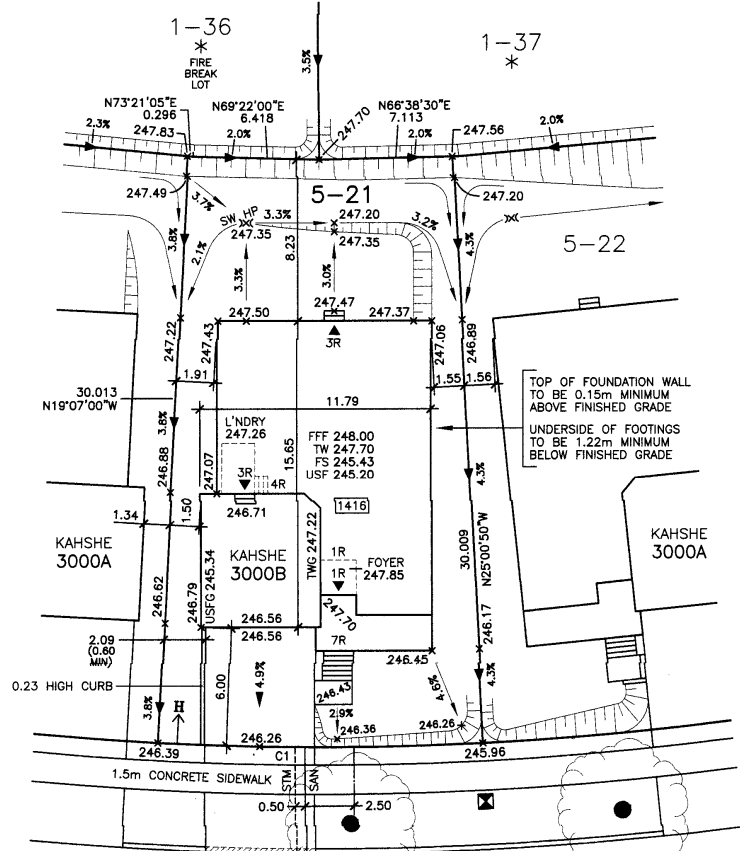 1-36
*
FIRE
BREAK
LOT
1-37
*
3.5%
N73°21'05"E
0.296
247.83
N69°22'00"E
6.418
247.70
N66°38'30"E
7.113
247.56
2.3%
2.0%
2.0%
2.0%
247.49
3.7%
5-21
247.20
SW HP
3.3%
247.20
247.35
247.35
3.2%
5-22
3.8%
2.1%
8.23
4.3%
3.3%
3.0%
247.22
247.43
247.50
247.47
247.37
3R
247.06
246.89
1.91
1.55
1.56
30.013
N19°07'00"W
3.8%
11.79
TOP OF FOUNDATION WALL
TO BE 0.15m MINIMUM
ABOVE FINISHED GRADE
UNDERSIDE OF FOOTINGS
TO BE 1.22m MINIMUM
BELOW FINISHED GRADE
L'NDRY
247.26
FFF 248.00
TW 247.70
FS 245.43
USF 245.20
15.65
246.88
247.07
3R
4R
4.3%
1.50
246.71
1416
1.34
KAHSHE
3000A
KAHSHE
3000B
TWG 247.22
1R
1R
FOYER
247.85
30.009
N25°00'50"W
KAHSHE
3000A
USFG 245.34
246.62
246.79
246.56
246.56
247.70
7R
246.17
2.09
(0.60
MIN)
246.45
0.23 HIGH CURB
6.00
4.9%
246.43
4.6%
4.3%
3.8%
H
2.9%
246.36
246.26
246.39
246.26
245.96
C1
1.5m CONCRETE SIDEWALK
STM
SAN
0.50
2.50